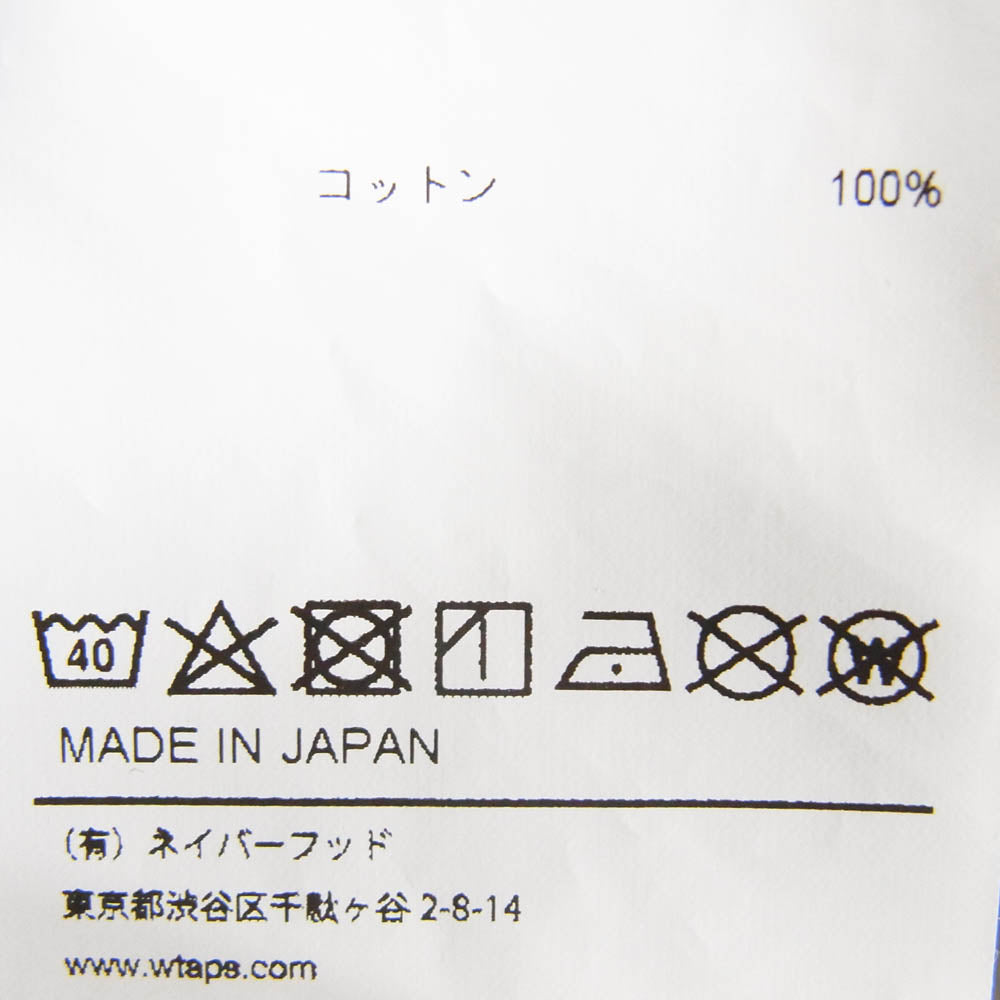 コットン 100%
40 W
MADE IN JAPAN
(有) ネイバーフッド
東京都渋谷区千駄ヶ谷 2-8-14
www.wtaps.com